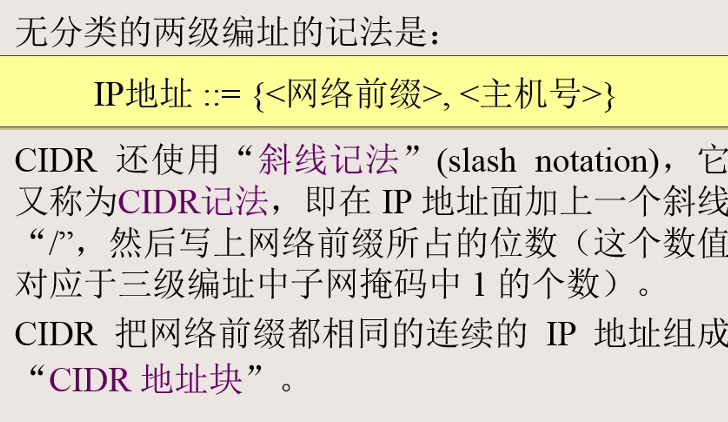 无分类的两级编址的记法是：
IP地址 ::= {<网络前缀>, <主机号>}
CIDR 还使用“斜线记法”(slash notation)，它
又称为CIDR记法，即在 IP 地址面加上一个斜线
“/”，然后写上网络前缀所占的位数（这个数值
对应于三级编址中子网掩码中 1 的个数）。
CIDR 把网络前缀都相同的连续的 IP 地址组成
“CIDR 地址块”。